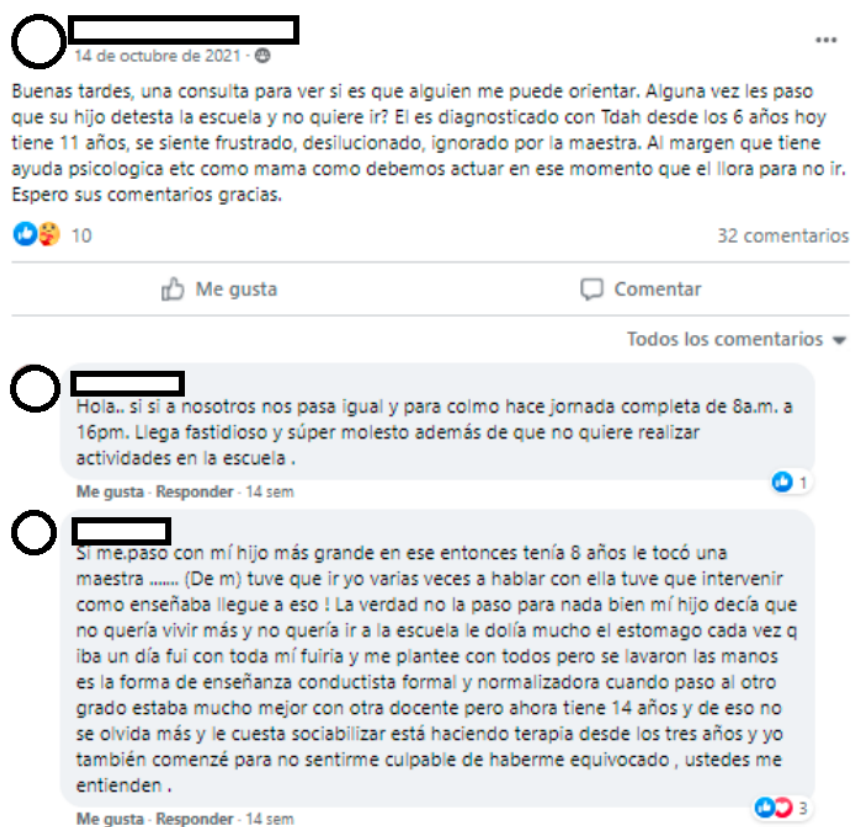 14 de octubre de 2021 ·
Buenas tardes, una consulta para ver si es que alguien me puede orientar. Alguna vez les paso
que su hijo detesta la escuela y no quiere ir? El es diagnosticado con Tdah desde los 6 años hoy
tiene 11 años, se siente frustrado, desilucionado, ignorado por la maestra. Al margen que tiene
ayuda psicologica etc como mama como debemos actuar en ese momento que el llora para no ir.
Espero sus comentarios gracias.
10
32 comentarios
Me gusta
Comentar
Todos los comentarios
Hola.. si si a nosotros nos pasa igual y para colmo hace jornada completa de 8a.m. a
16pm. Llega fastidioso y súper molesto además de que no quiere realizar
actividades en la escuela .
1
Me gusta · Responder · 14 sem
Si me.paso con mí hijo más grande en ese entonces tenía 8 años le tocó una
maestra ....... (De m) tuve que ir yo varias veces a hablar con ella tuve que intervenir
como enseñaba llegue a eso ! La verdad no la paso para nada bien mí hijo decía que
no quería vivir más y no quería ir a la escuela le dolía mucho el estomago cada vez q
iba un día fui con toda mí fuiria y me plantee con todos pero se lavaron las manos
es la forma de enseñanza conductista formal y normalizadora cuando paso al otro
grado estaba mucho mejor con otra docente pero ahora tiene 14 años y de eso no
se olvida más y le cuesta sociabilizar está haciendo terapia desde los tres años y yo
también comenzé para no sentirme culpable de haberme equivocado , ustedes me
entienden .
3
Me gusta · Responder · 14 sem